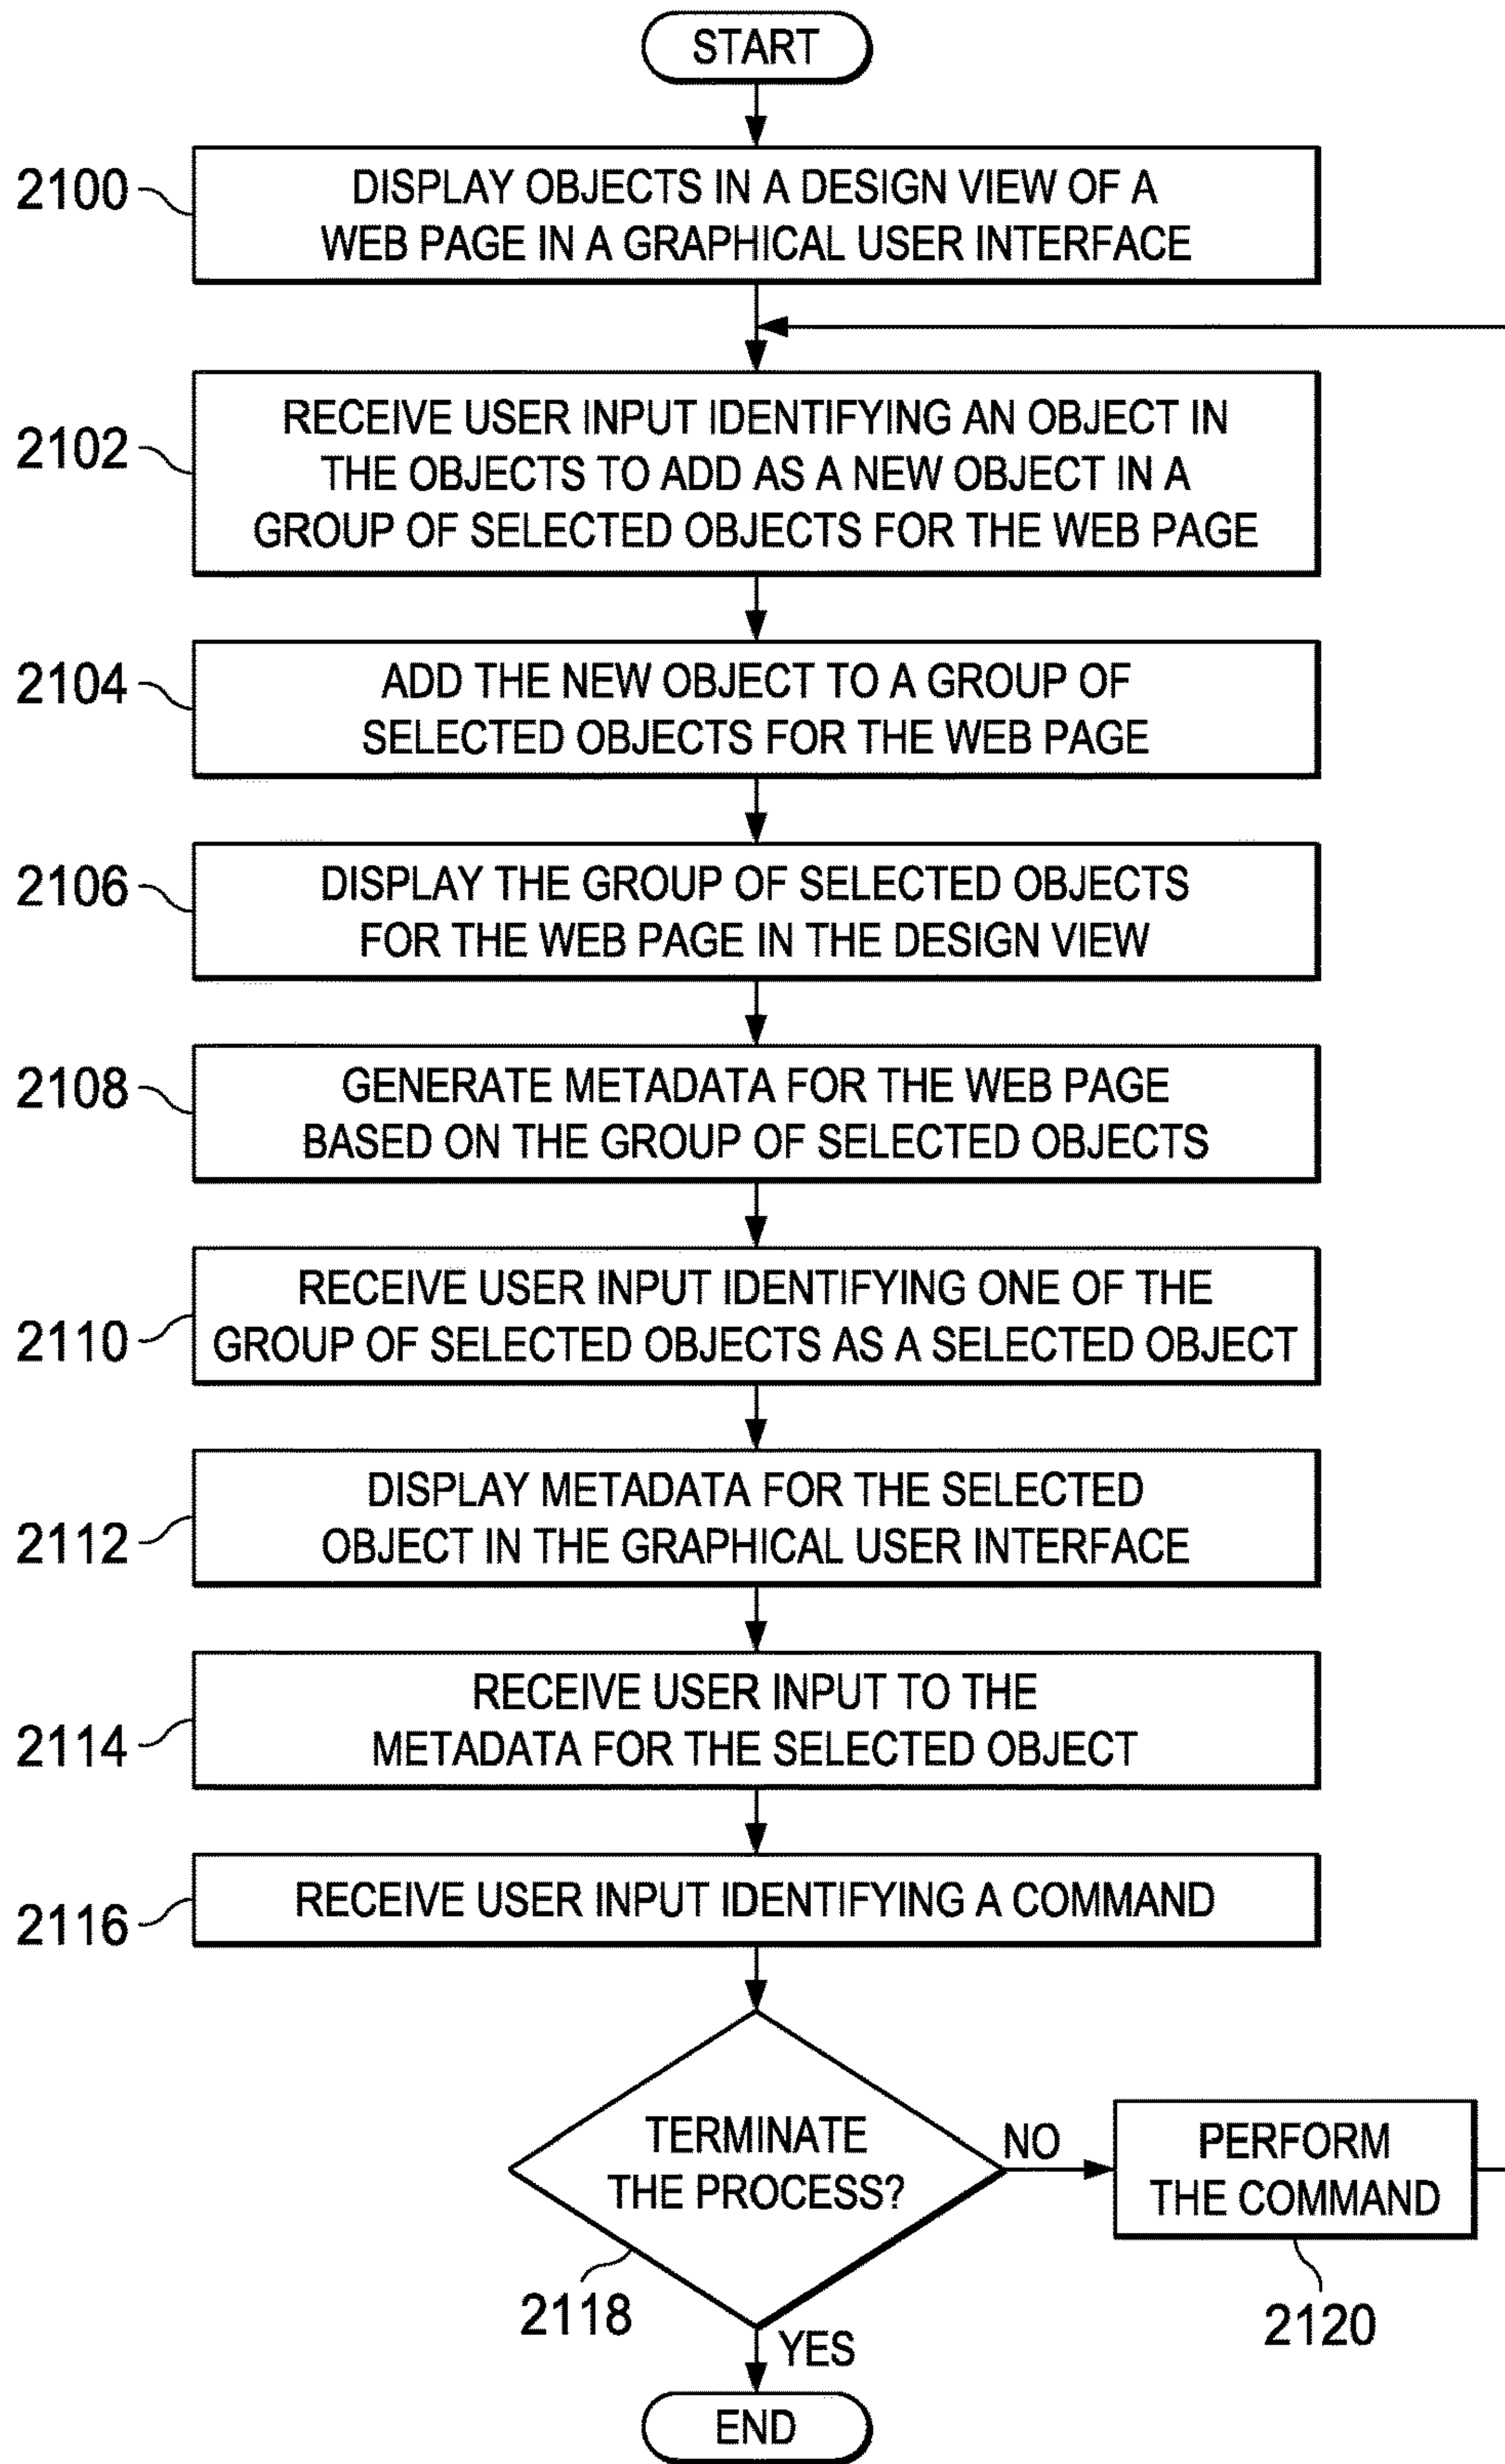 START
2100
DISPLAY OBJECTS IN A DESIGN VIEW OF A
WEB PAGE IN A GRAPHICAL USER INTERFACE
2102
RECEIVE USER INPUT IDENTIFYING AN OBJECT IN
THE OBJECTS TO ADD AS A NEW OBJECT IN A
GROUP OF SELECTED OBJECTS FOR THE WEB PAGE
2104
ADD THE NEW OBJECT TO A GROUP OF
SELECTED OBJECTS FOR THE WEB PAGE
2106
DISPLAY THE GROUP OF SELECTED OBJECTS
FOR THE WEB PAGE IN THE DESIGN VIEW
2108
GENERATE METADATA FOR THE WEB PAGE
BASED ON THE GROUP OF SELECTED OBJECTS
2110
RECEIVE USER INPUT IDENTIFYING ONE OF THE
GROUP OF SELECTED OBJECTS AS A SELECTED OBJECT
2112
DISPLAY METADATA FOR THE SELECTED
OBJECT IN THE GRAPHICAL USER INTERFACE
2114
RECEIVE USER INPUT TO THE
METADATA FOR THE SELECTED OBJECT
2116
RECEIVE USER INPUT IDENTIFYING A COMMAND
TERMINATE
THE PROCESS?
NO
PERFORM
THE COMMAND
2118
2120
YES
END